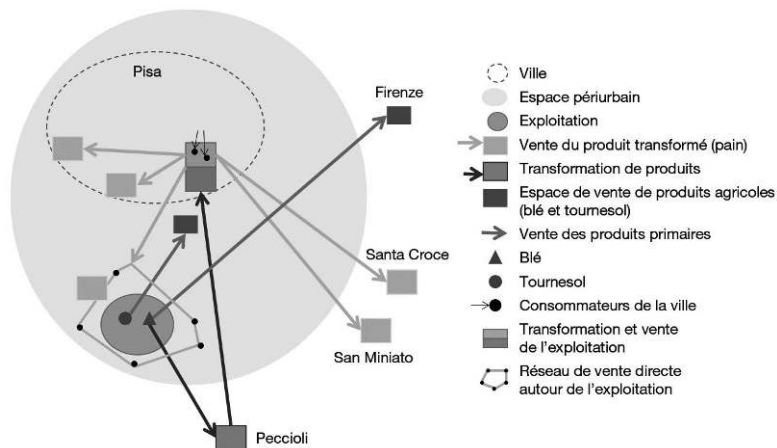 Pisa
Firenze
Santa Croce
San Miniato
Peccioli
Ville
Espace périurbain
Exploitation
Vente du produit transformé (pain)
Transformation de produits
Espace de vente de produits agricoles
(blé et tournesol)
Vente des produits primaires
Blé
Tournesol
Consommateurs de la ville
Transformation et vente
de l'exploitation
Réseau de vente directe
autour de l'exploitation